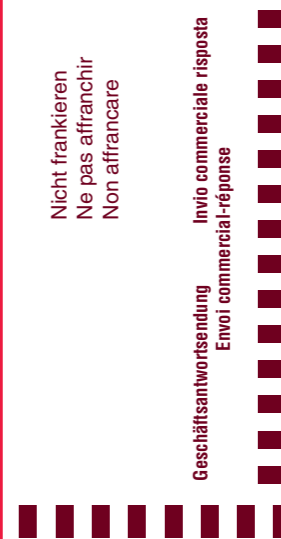 Nicht frankieren
Ne pas affranchir
Non affrancare
Geschäftsantwortsendung Invio commerciale risposta
Envoi commercial-réponse